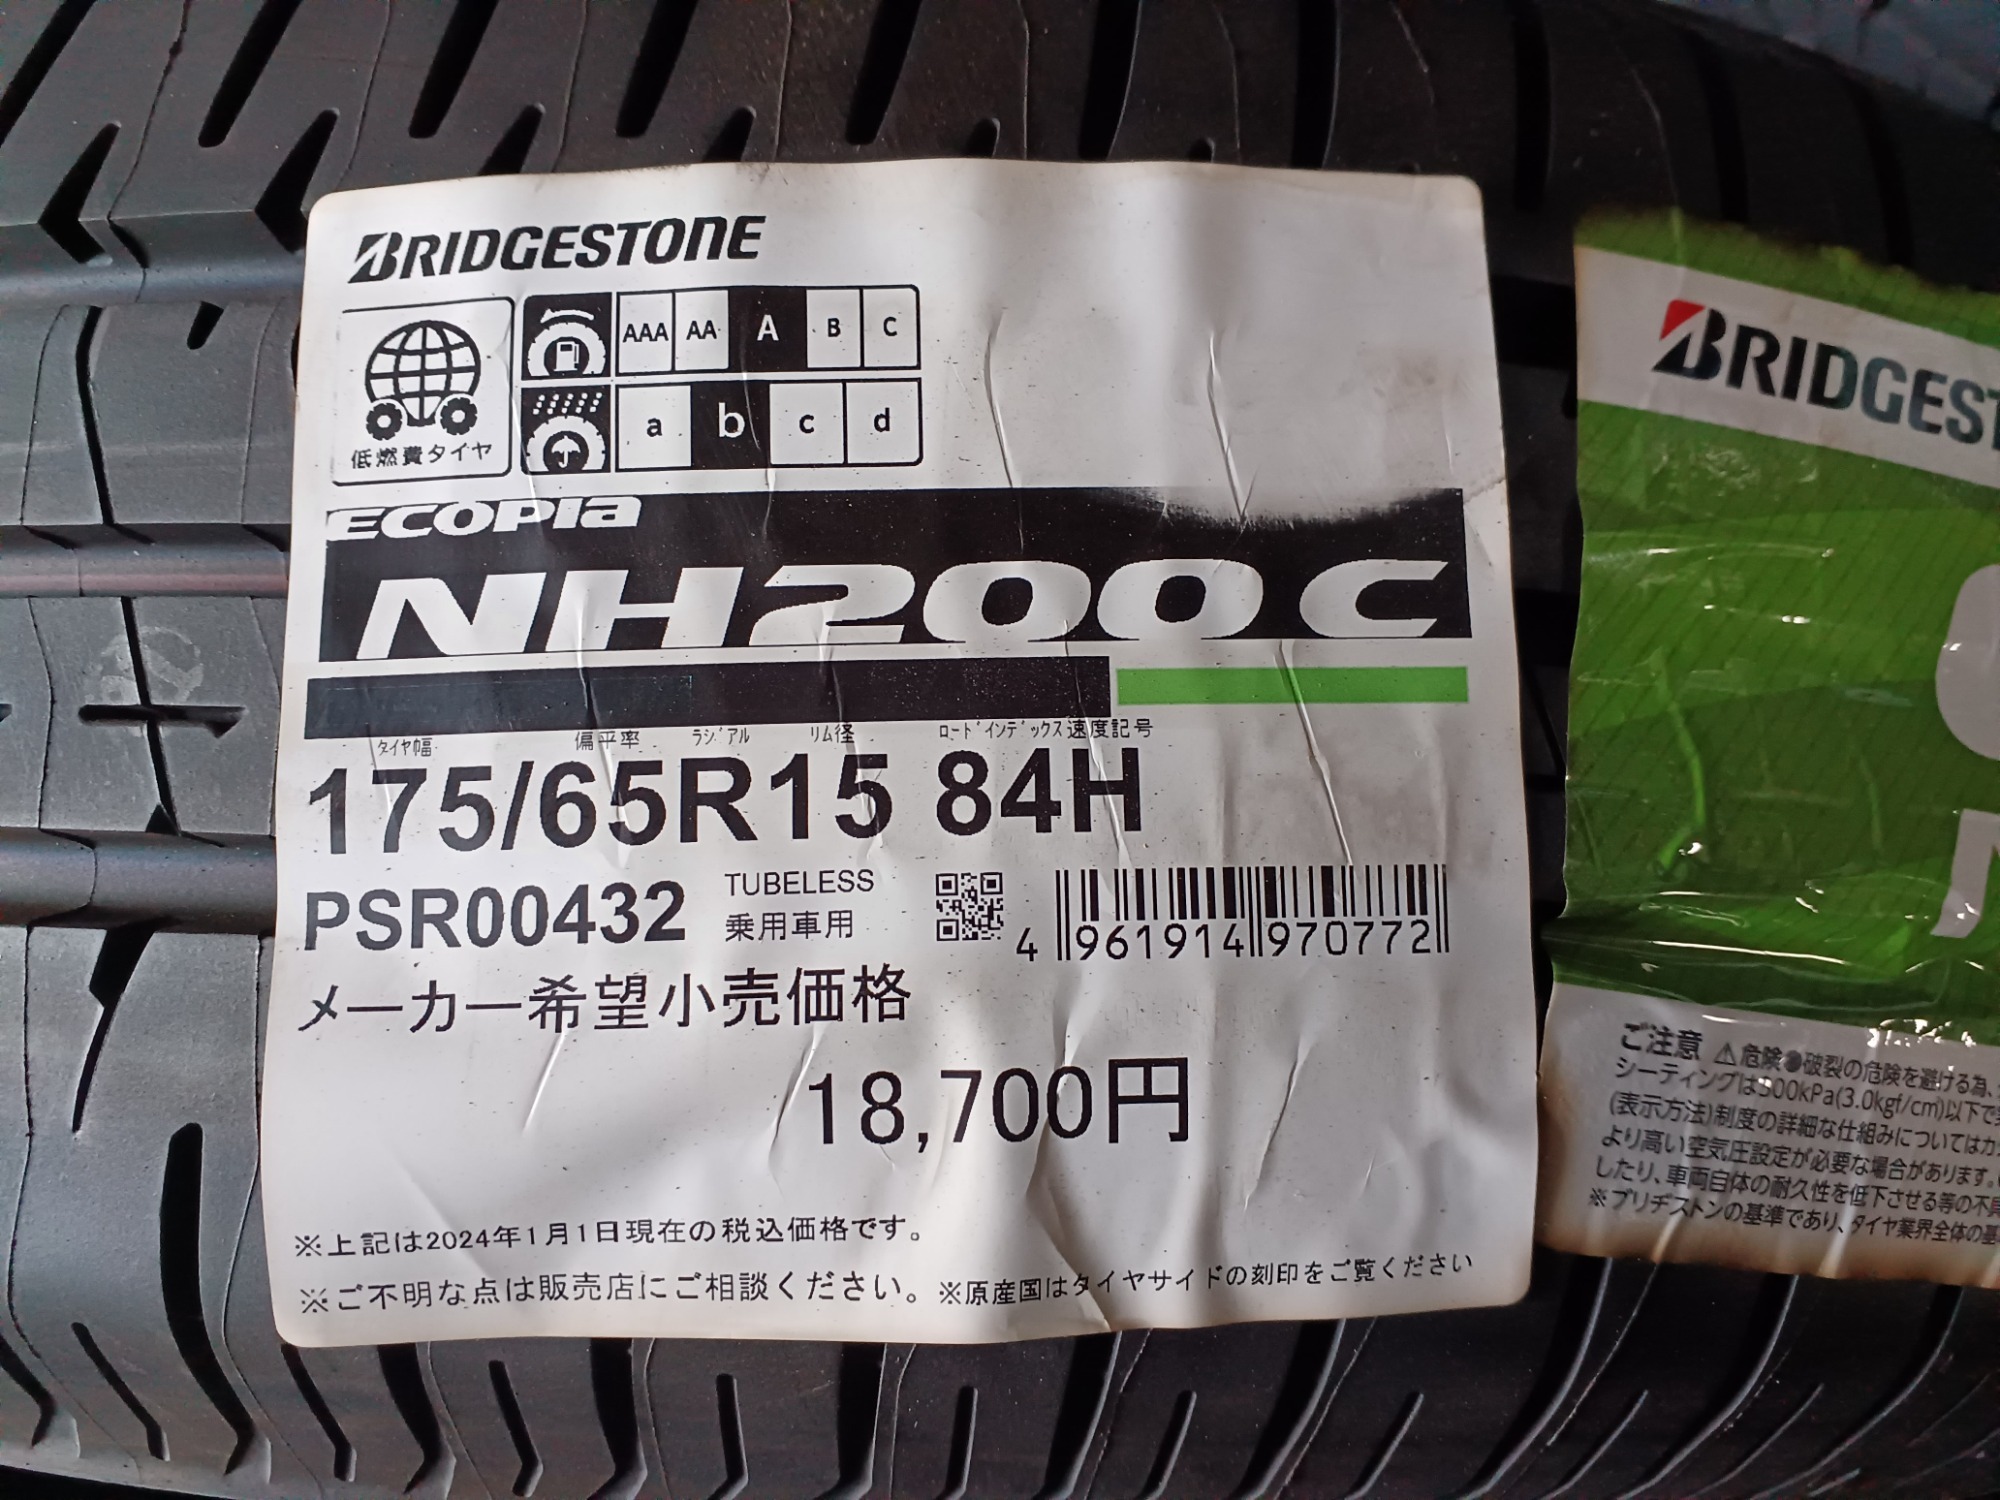 BRIDGESTONE
AAA AA A B C
低燃費タイヤ
a b c d
ECOPIA
NH200 C
タイヤ幅 偏平率 ラジアル リム径 ロードインデックス 速度記号
175/65R15 84H
PSR00432
TUBELESS
乗用車用
4 961914 970772
メーカー希望小売価格
18,700円
※上記は2024年1月1日現在の税込価格です。
※ご不明な点は販売店にご相談ください。※原産国はタイヤサイドの刻印をご覧ください
BRIDGEST
ご注意 ⚠危険●破裂の危険を避ける為、
シーティングは300kPa(3.0kgf/c㎡)以下で
(表示方法)制度の詳細な仕組みについてはカ
より高い空気圧設定が必要な場合があります。
したり、車両自体の耐久性を低下させる等の不具
※ブリヂストンの基準であり、タイヤ業界全体の基